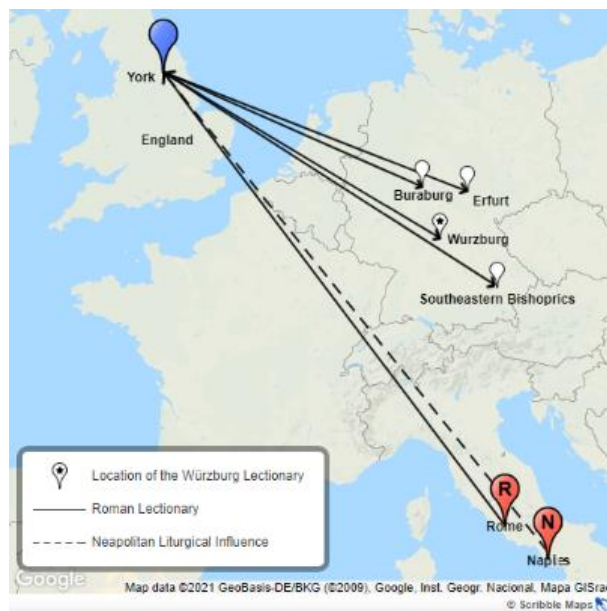 York
England
Buraburg
Erfurt
Wurzburg
Southeastern Bishoprics
R
Rome
N
Naples
Location of the Würzburg Lectionary
Roman Lectionary
Neapolitan Liturgical Influence
Google
Map data ©2021 GeoBasis-DE/BKG (©2009), Google, Inst. Geogr. Nacional, Mapa GISrae
© Scribble Maps